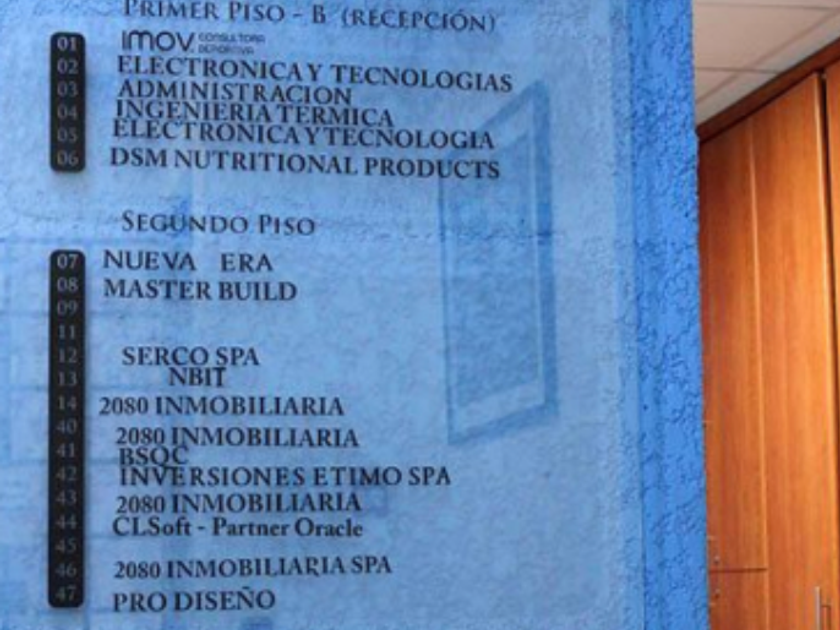 PRIMER PISO - B (RECEPCIÓN)
01 IMOV. CONSULTORA DEPORTIVA
02 ELECTRONICA Y TECNOLOGIAS
03 ADMINISTRACION
04 INGENIERIA TERMICA
05 ELECTRONICA Y TECNOLOGIA
06 DSM NUTRITIONAL PRODUCTS
SEGUNDO PISO
07 NUEVA ERA
08 MASTER BUILD
09
11
12 SERCO SPA
13 NBIT
14 2080 INMOBILIARIA
40 2080 INMOBILIARIA
41 BSQC
42 INVERSIONES ETIMO SPA
43 2080 INMOBILIARIA
44 CLSoft - Partner Oracle
45
46 2080 INMOBILIARIA SPA
47 PRO DISEÑO